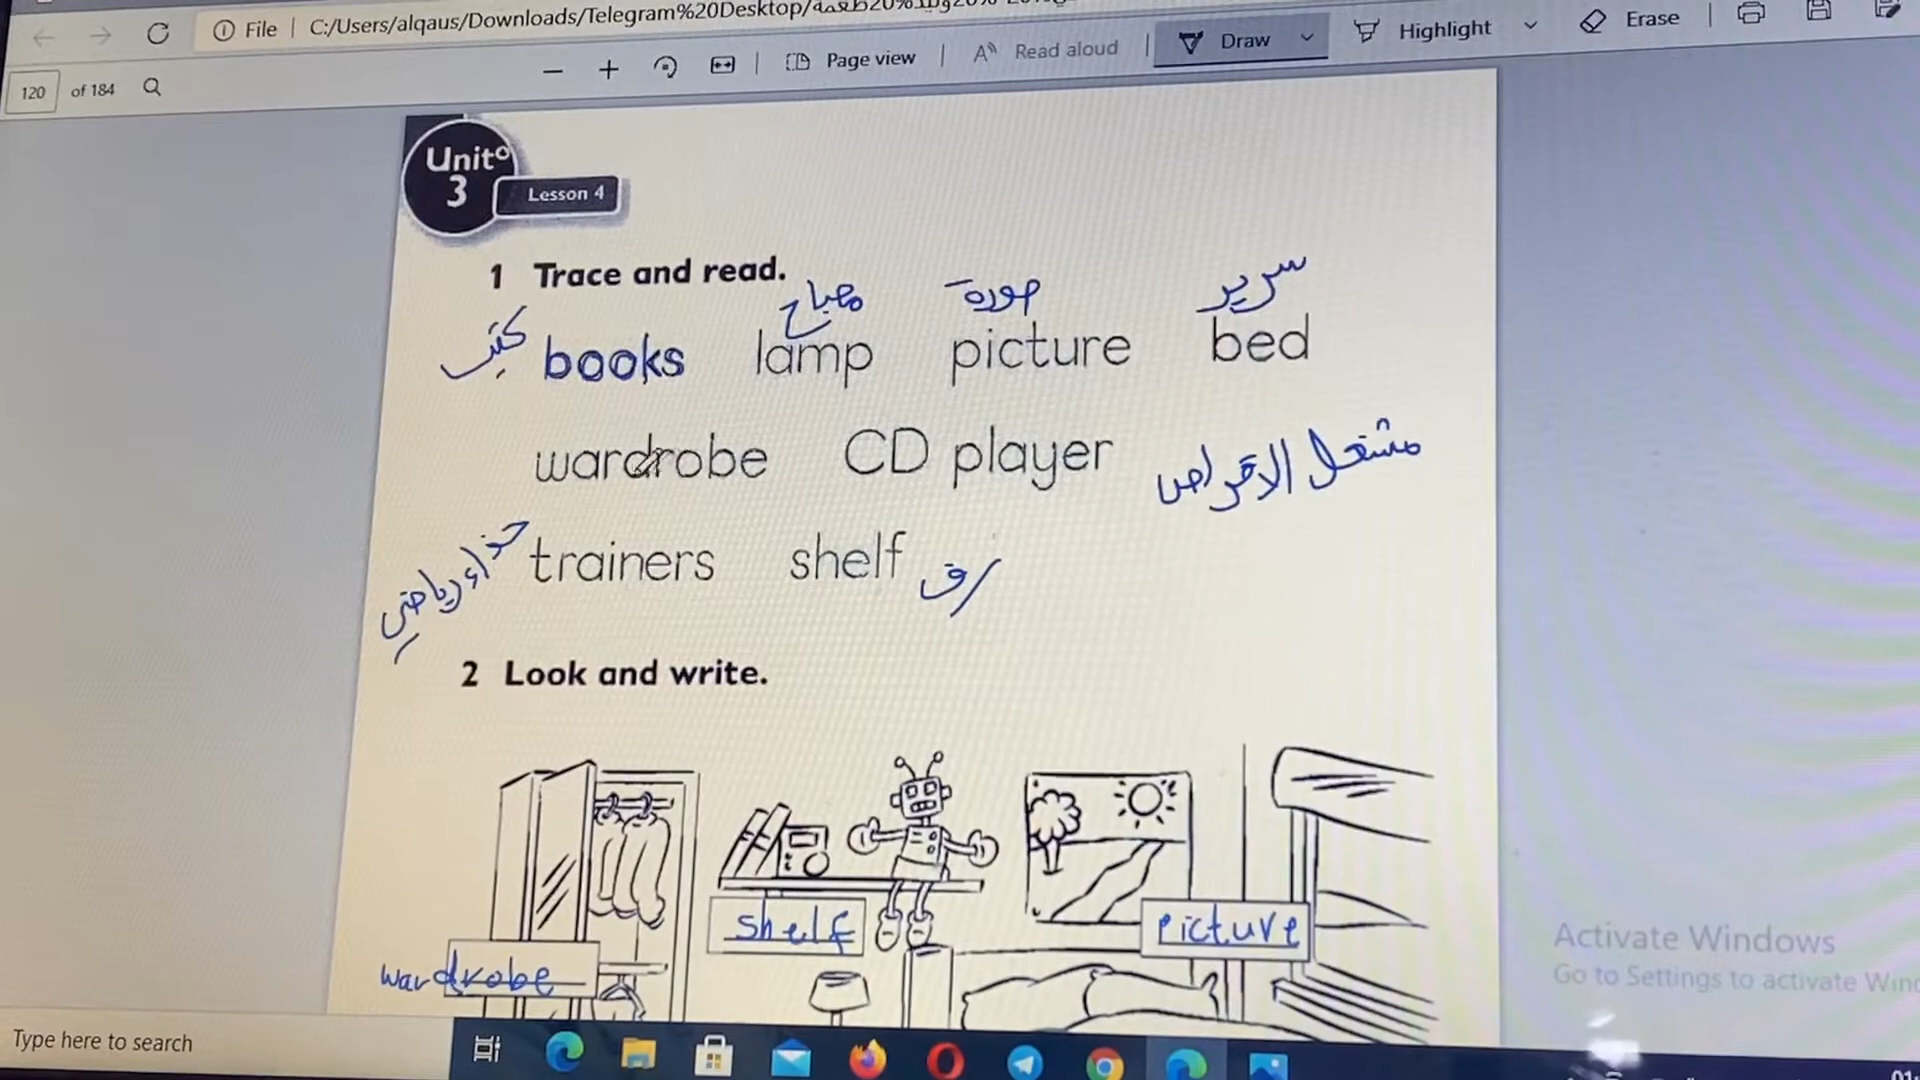 File | C:/Users/alqaus/Downloads/Telegram%20Desktop/
120 of 184 Page view Read aloud Draw Highlight Erase
Unit
3
Lesson 4
1 Trace and read.
كتب مصباح صورة سرير
books lamp picture bed
wardrobe CD player مشغل الاقراص
حذاء رياضي trainers shelf رف
2 Look and write.
shelf picture
wardrobe
Activate Windows
Go to Settings to activate Win
Type here to search